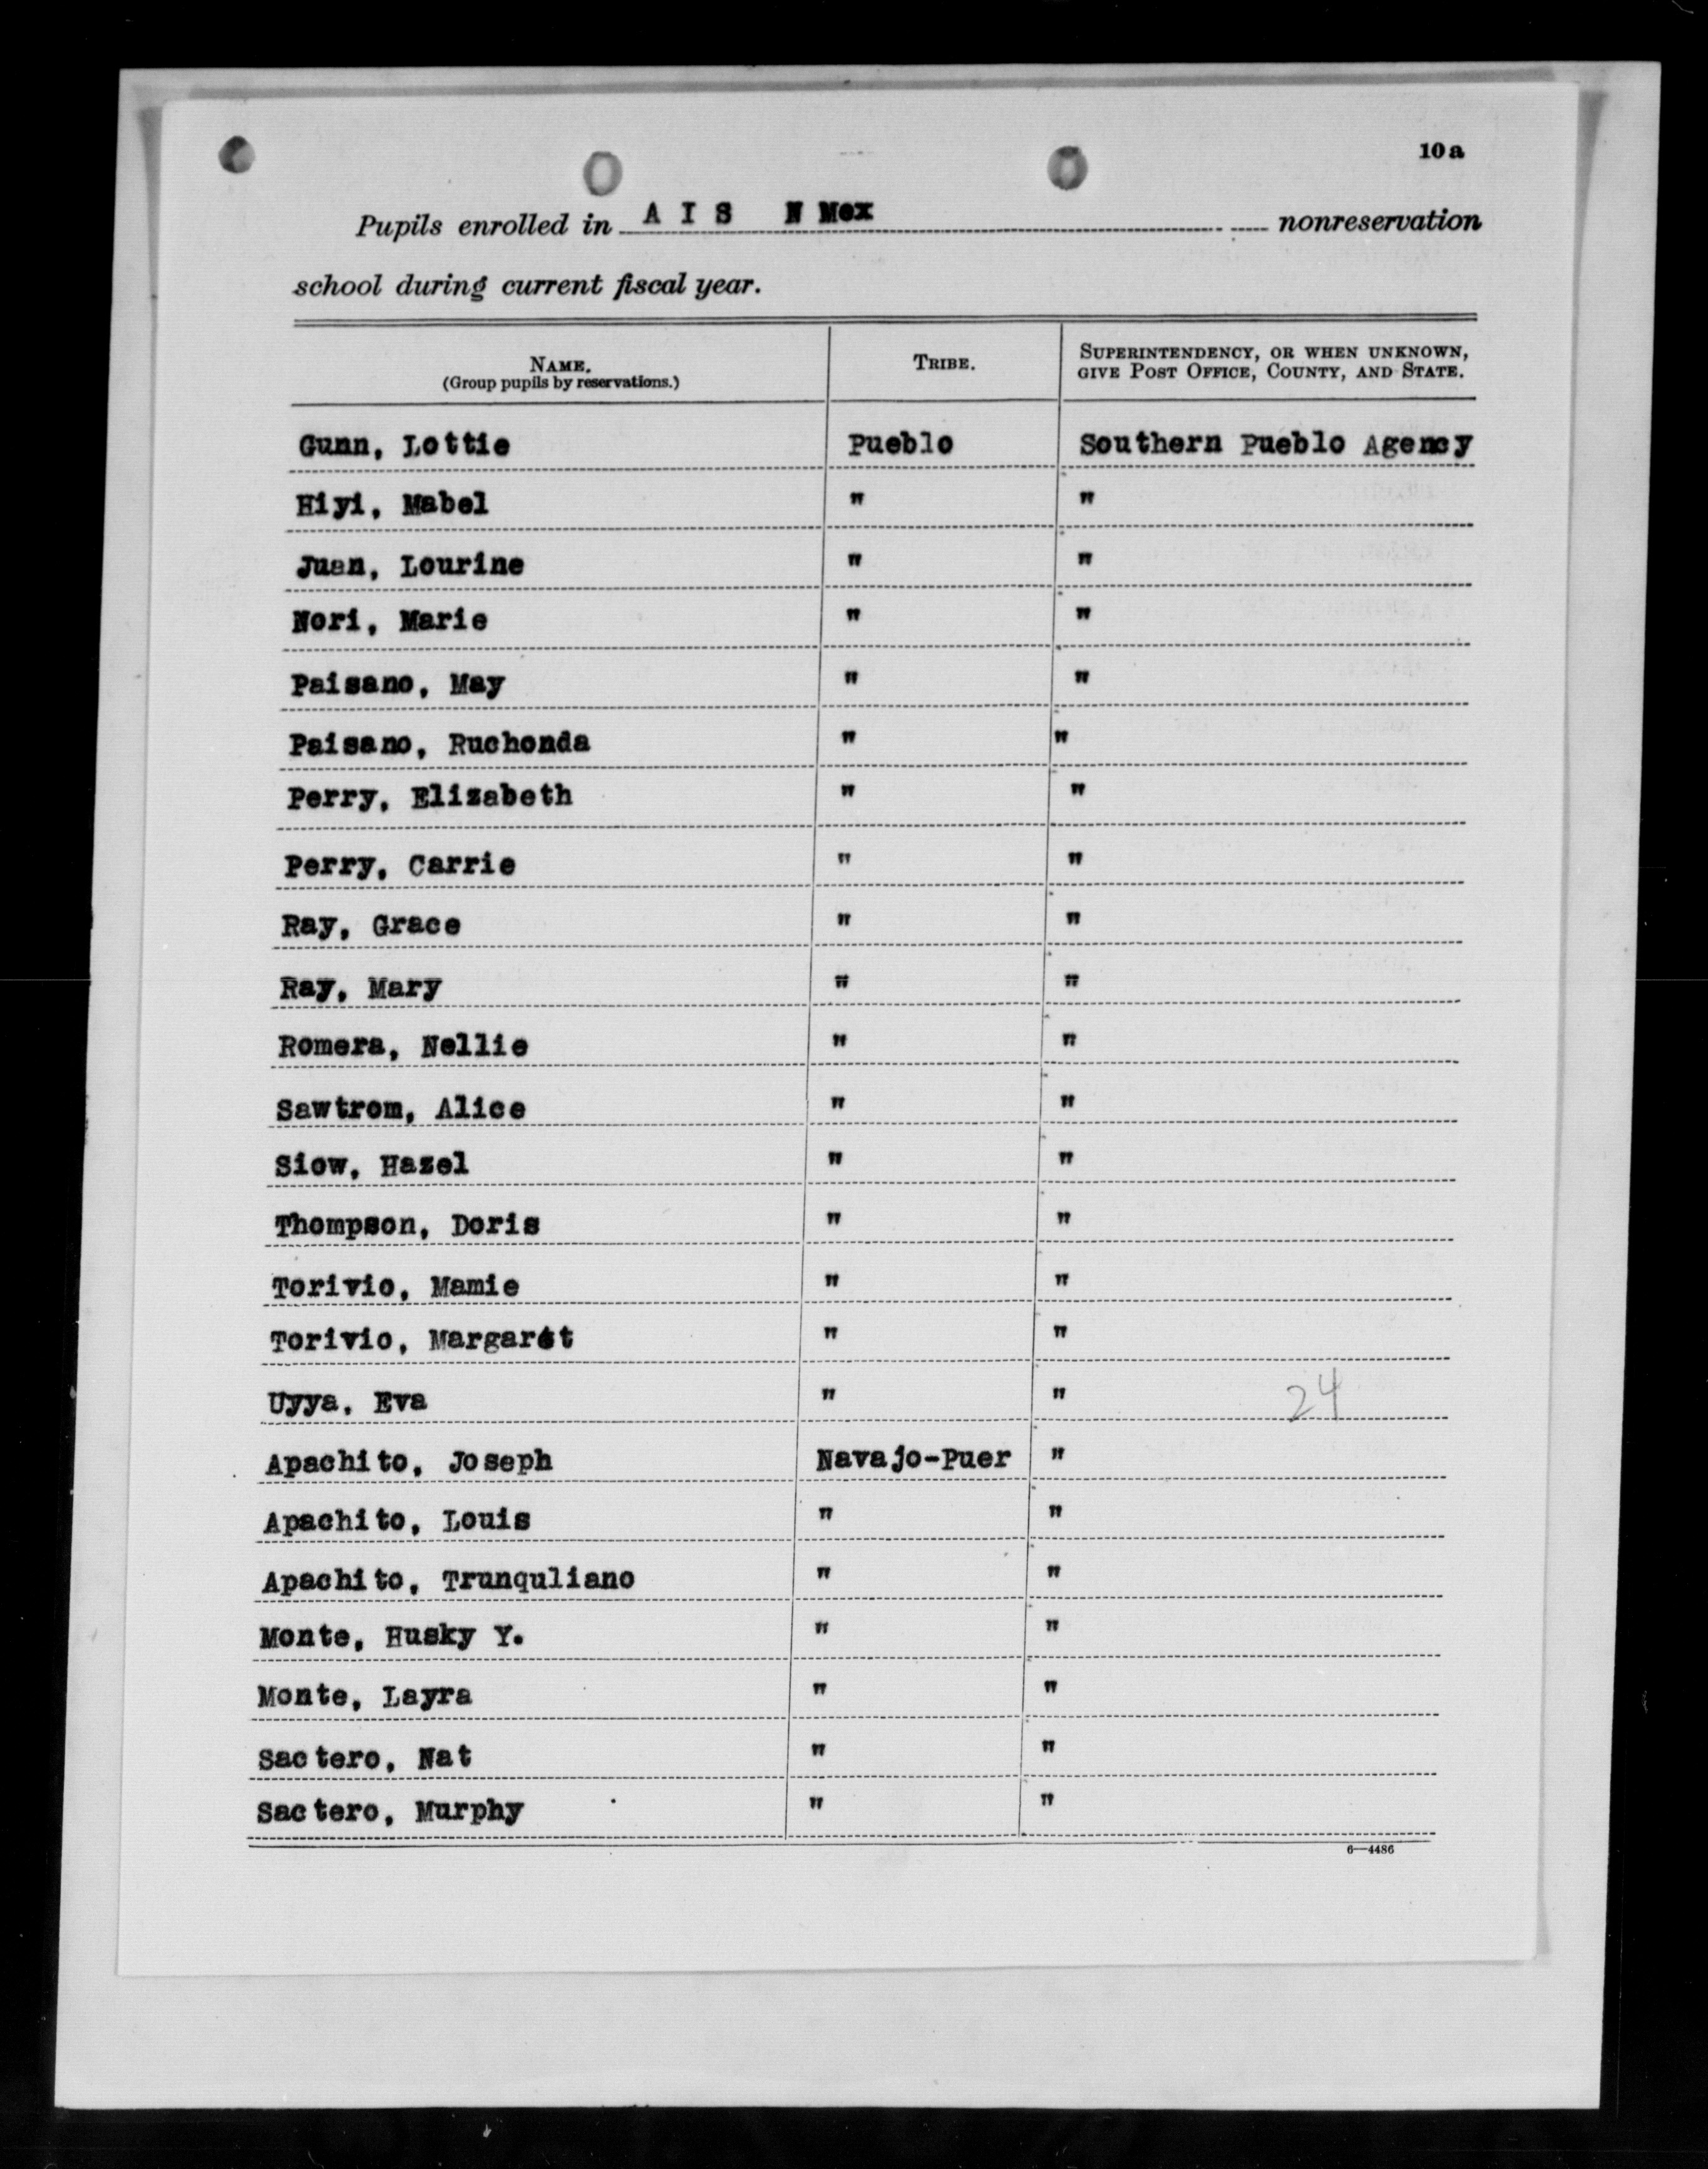 10 a
Pupils enrolled in A I S N Mex nonreservation
school during current fiscal year.
NAME. TRIBE. SUPERINTENDENCY, OR WHEN UNKNOWN,
(Group pupils by reservations.) GIVE POST OFFICE, COUNTY, AND STATE.
Gunn, Lottie Pueblo Southern Pueblo Agency
Hiyi, Mabel " "
Juan, Lourine " "
Nori, Marie " "
Paisano, May " "
Paisano, Ruchonda " "
Perry, Elizabeth " "
Perry, Carrie " "
Ray, Grace " "
Ray, Mary " "
Romera, Nellie " "
Sawtrom, Alice " "
Siow, Hazel " "
Thompson, Doris " "
Torivio, Mamie " "
Torivio, Margaret " "
Uyya, Eva " " 24
Apachito, Joseph Navajo-Puer "
Apachito, Louis " "
Apachito, Trunquliano " "
Monte, Husky Y. " "
Monte, Layra " "
Sactero, Nat " "
Sactero, Murphy " "
6—4486